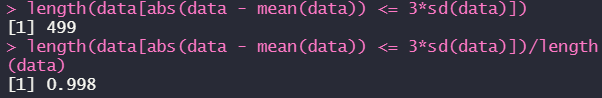 > length(data[abs(data - mean(data)) <= 3*sd(data)])
[1] 499
> length(data[abs(data - mean(data)) <= 3*sd(data)])/length
(data)
[1] 0.998